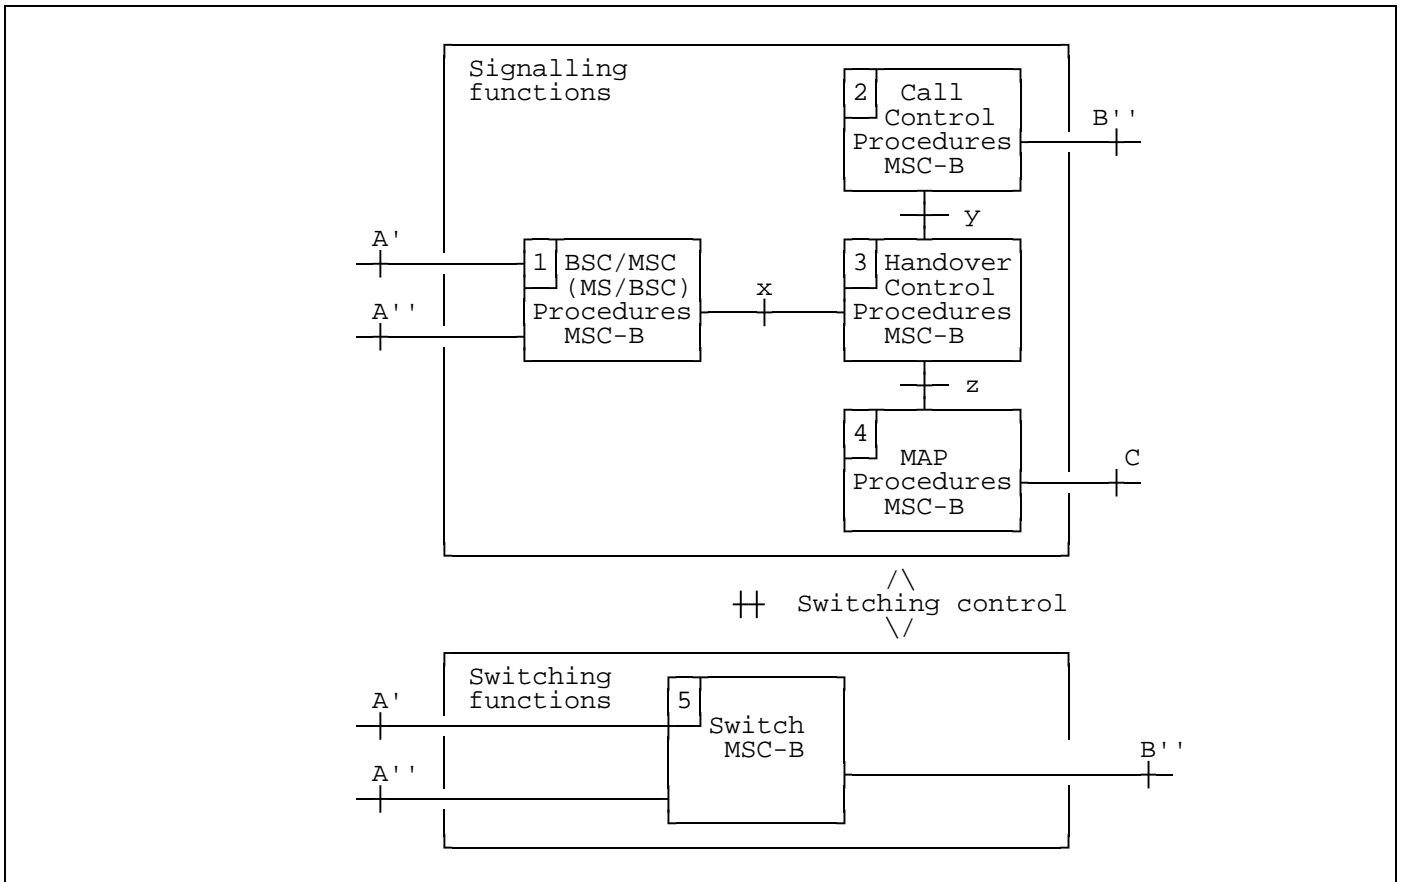 Signalling
functions
2 Call
Control
Procedures
MSC-B
B''
y
A'
A''
1 BSC/MSC
(MS/BSC)
Procedures
MSC-B
x
3 Handover
Control
Procedures
MSC-B
z
4
MAP
Procedures
MSC-B
C
/\
Switching control
\/
Switching
functions
A'
A''
5
Switch
MSC-B
B''